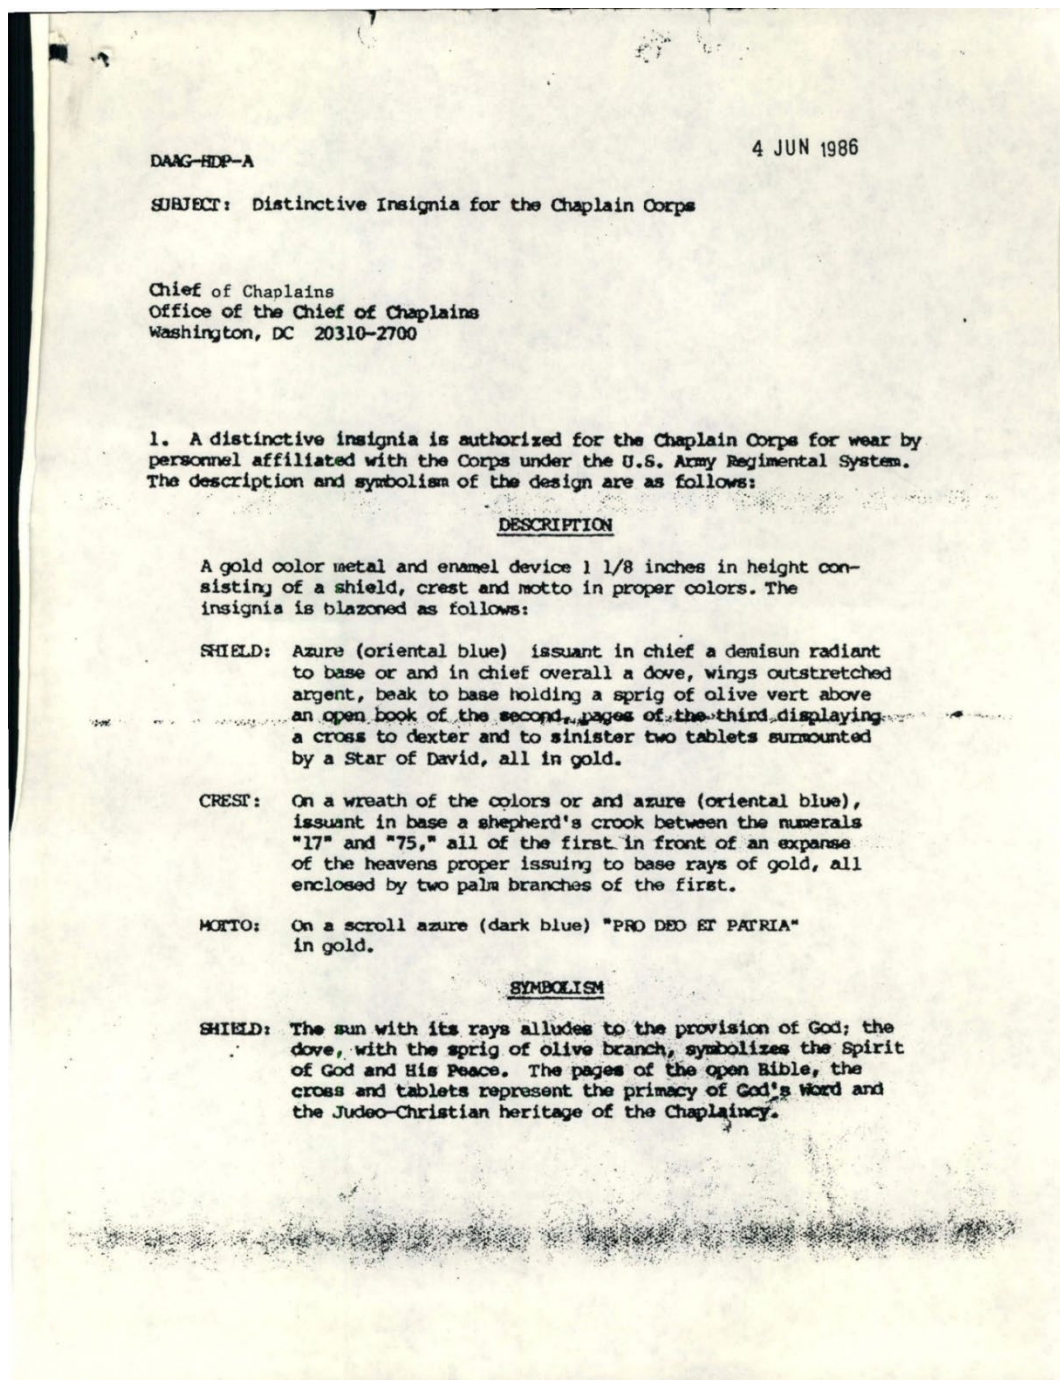 4 JUN 1986
DAAG-HDP-A
SUBJECT: Distinctive Insignia for the Chaplain Corps
Chief of Chaplains
Office of the Chief of Chaplains
Washington, DC 20310-2700
1. A distinctive insignia is authorized for the Chaplain Corps for wear by
personnel affiliated with the Corps under the U.S. Army Regimental System.
The description and symbolism of the design are as follows:
DESCRIPTION
A gold color metal and enamel device 1 1/8 inches in height con-
sisting of a shield, crest and motto in proper colors. The
insignia is blazoned as follows:
SHIELD: Azure (oriental blue) issuant in chief a demisun radiant
to base or and in chief overall a dove, wings outstretched
argent, beak to base holding a sprig of olive vert above
an open book of the second, pages of the third displaying
a cross to dexter and to sinister two tablets surmounted
by a Star of David, all in gold.
CREST: On a wreath of the colors or and azure (oriental blue),
issuant in base a shepherd's crook between the numerals
"17" and "75," all of the first in front of an expanse
of the heavens proper issuing to base rays of gold, all
enclosed by two palm branches of the first.
MOTTO: On a scroll azure (dark blue) "PRO DEO ET PATRIA"
in gold.
SYMBOLISM
SHIELD: The sun with its rays alludes to the provision of God; the
dove, with the sprig of olive branch, symbolizes the Spirit
of God and His Peace. The pages of the open Bible, the
cross and tablets represent the primacy of God's Word and
the Judeo-Christian heritage of the Chaplaincy.